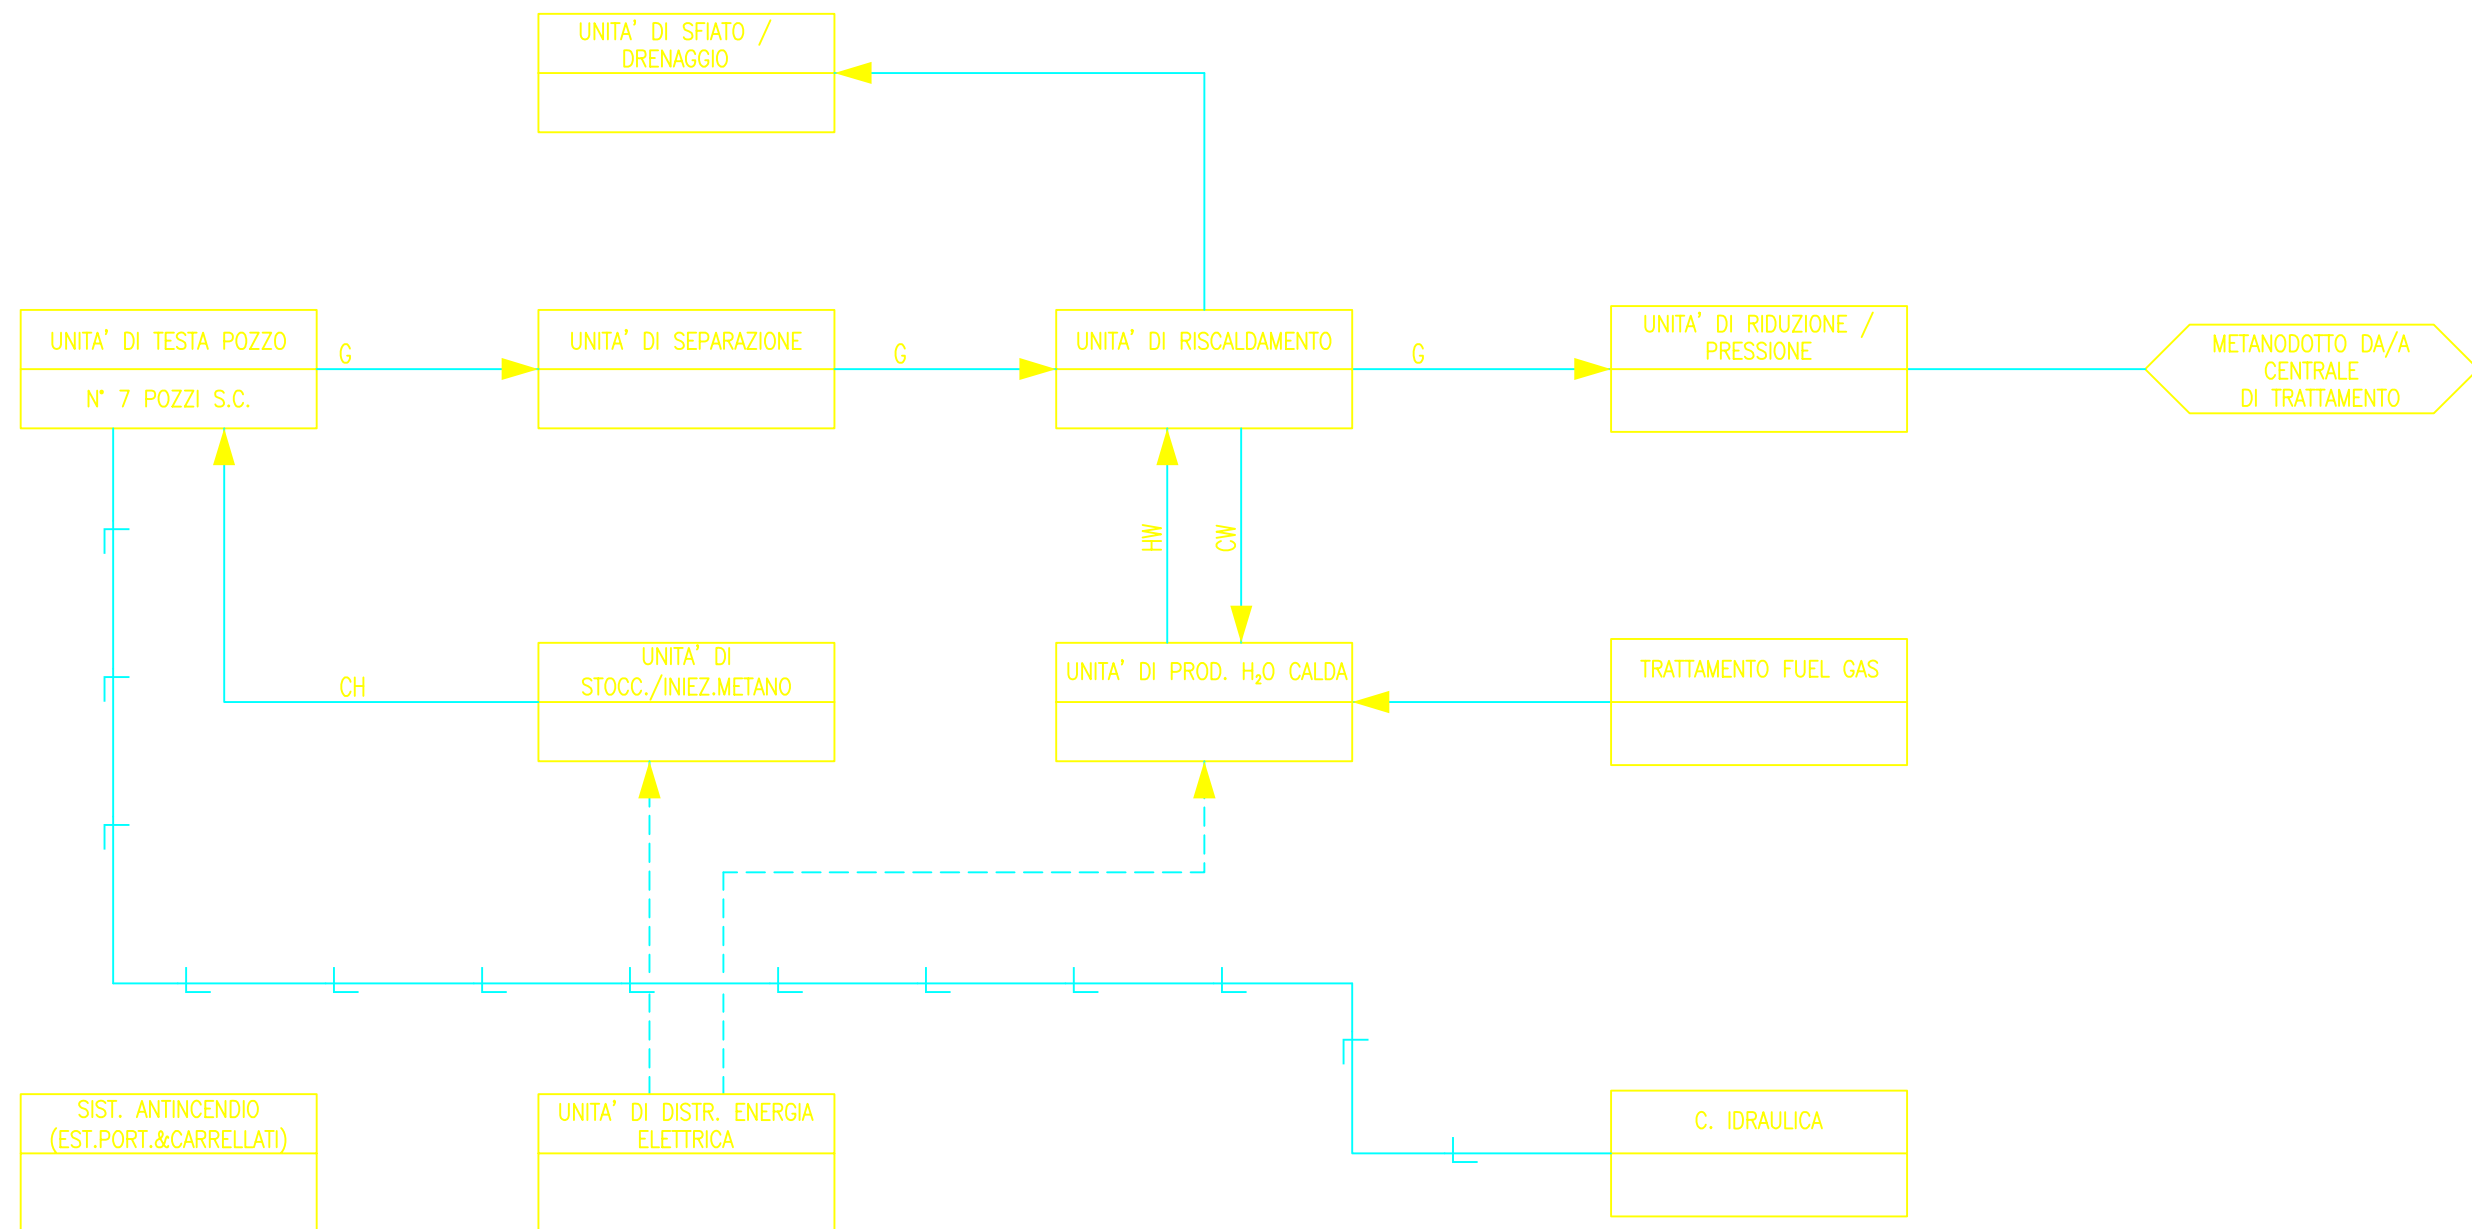 UNITA' DI SFIATO /
DRENAGGIO
UNITA' DI TESTA POZZO
N° 7 POZZI S.C.
G
UNITA' DI SEPARAZIONE
G
UNITA' DI RISCALDAMENTO
G
UNITA' DI RIDUZIONE /
PRESSIONE
METANODOTTO DA/A
CENTRALE
DI TRATTAMENTO
HW
CW
CH
UNITA' DI
STOCC./INIEZ.METANO
UNITA' DI PROD. H₂O CALDA
TRATTAMENTO FUEL GAS
SIST. ANTINCENDIO
(EST.PORT.&CARRELLATI)
UNITA' DI DISTR. ENERGIA
ELETTRICA
C. IDRAULICA